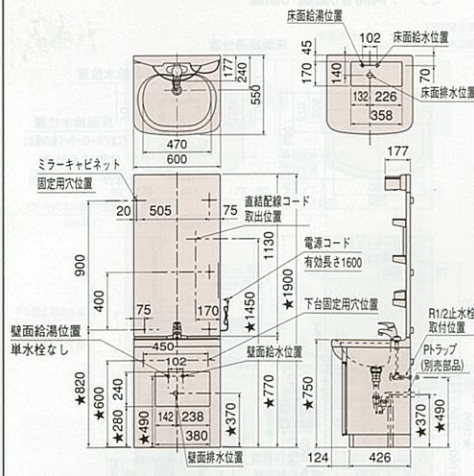 床面給湯位置
102
床面給水位置
45
170
140
70
132 226
358
床面排水位置
177
240
550
470
600
177
ミラーキャビネット
固定用穴位置
20 505 75
直結配線コード
取出位置
電源コード
有効長さ1600
900
400
1130
★1900
★1450
75 170
下台固定用穴位置
壁面給湯位置
単水栓なし
450
102
壁面給水位置
R1/2止水栓
取付位置
Pトラップ
(別売部品)
★820
★600
★280
240
★490
142 238
380
★370
★770
★750
★370
★490
壁面排水位置
124 426